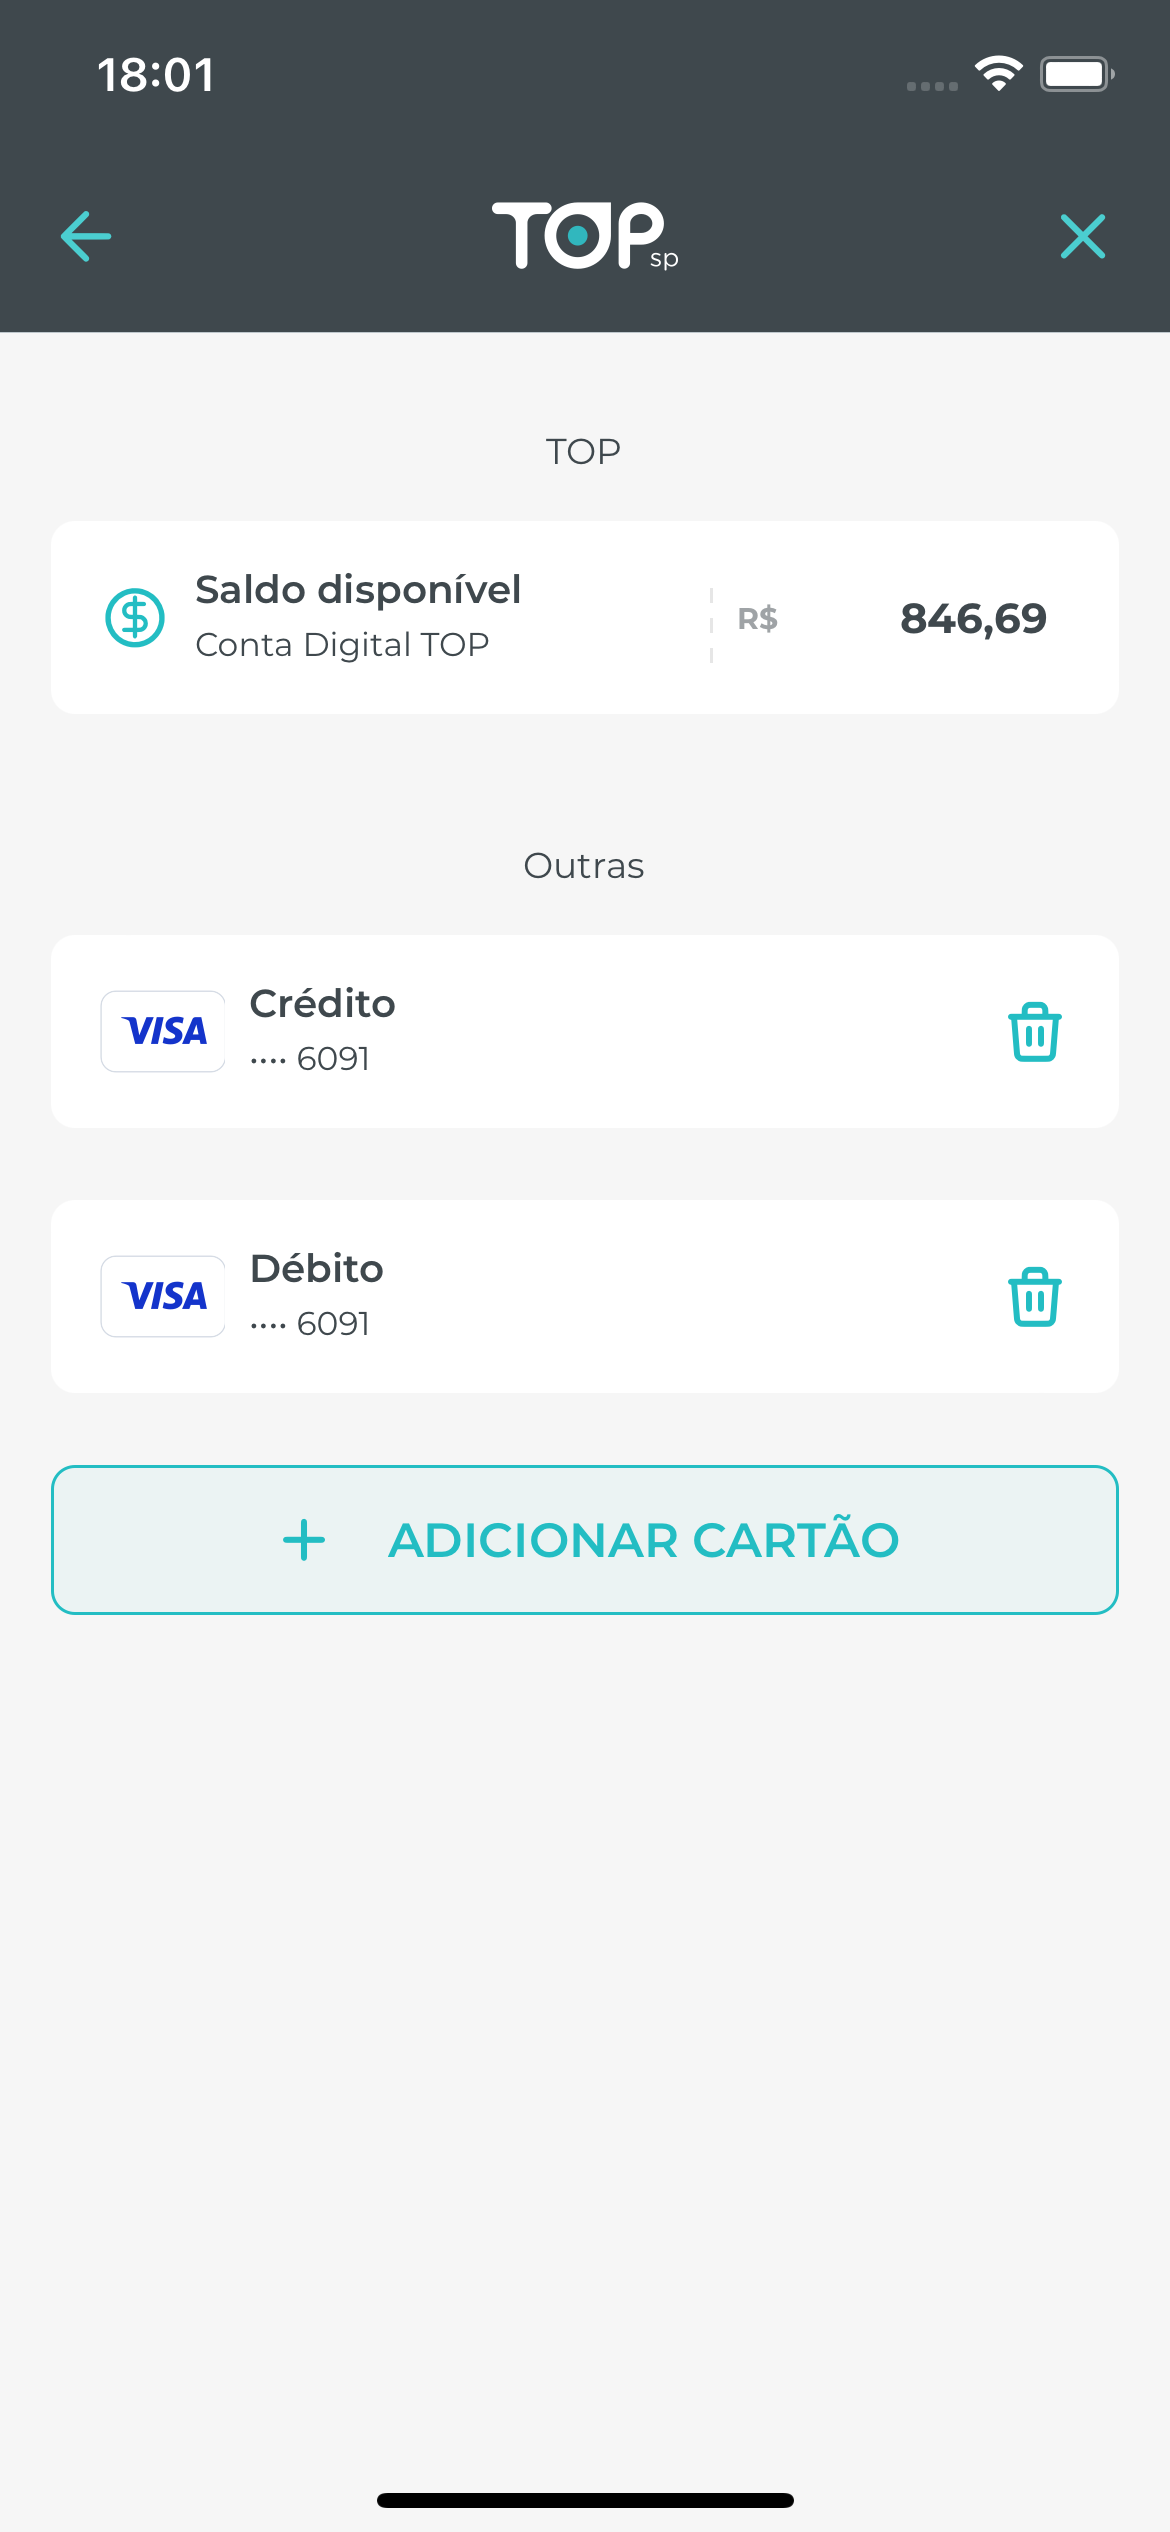 18:01
TOP
sp
TOP
Saldo disponível
Conta Digital TOP
R$ 846,69
Outras
VISA
Crédito
···· 6091
VISA
Débito
···· 6091
+ ADICIONAR CARTÃO